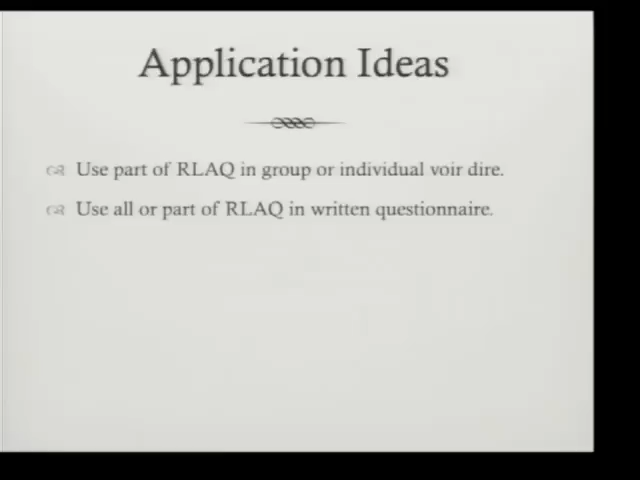 Application Ideas
Use part of RLAQ in group or individual voir dire.
Use all or part of RLAQ in written questionnaire.